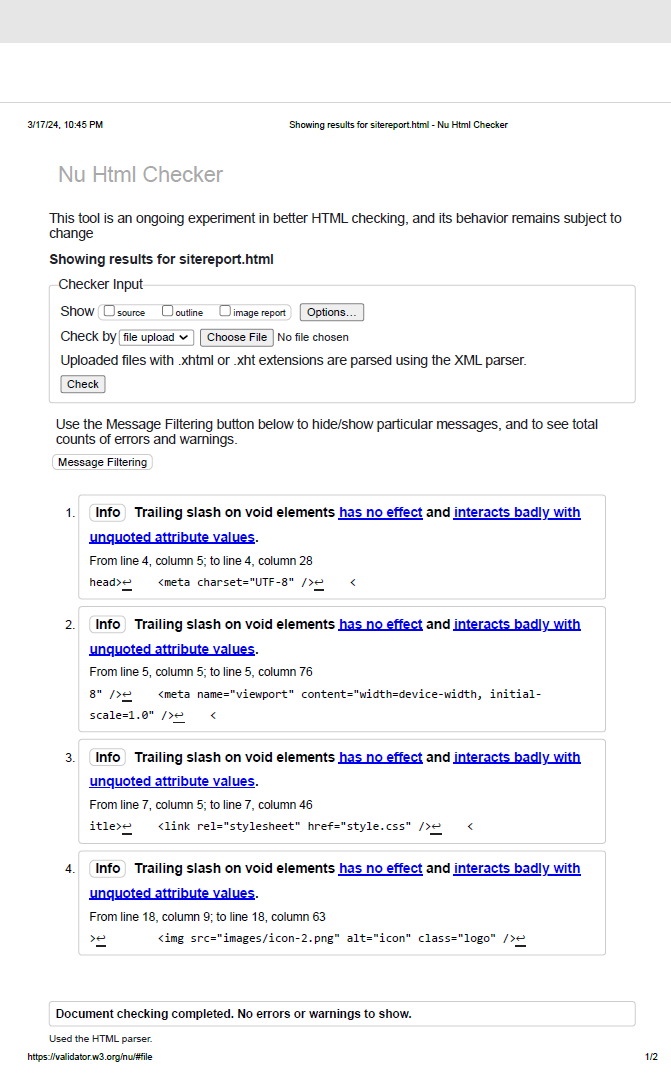 3/17/24, 10:45 PM Showing results for sitereport.html - Nu Html Checker
Nu Html Checker
This tool is an ongoing experiment in better HTML checking, and its behavior remains subject to
change
Showing results for sitereport.html
Checker Input
Show source outline image report Options...
Check by file upload Choose File No file chosen
Uploaded files with .xhtml or .xht extensions are parsed using the XML parser.
Check
Use the Message Filtering button below to hide/show particular messages, and to see total
counts of errors and warnings.
Message Filtering
1. Info Trailing slash on void elements has no effect and interacts badly with
unquoted attribute values.
From line 4, column 5; to line 4, column 28
head>↩ <meta charset="UTF-8" />↩ <
2. Info Trailing slash on void elements has no effect and interacts badly with
unquoted attribute values.
From line 5, column 5; to line 5, column 76
8" />↩ <meta name="viewport" content="width=device-width, initial-
scale=1.0" />↩ <
3. Info Trailing slash on void elements has no effect and interacts badly with
unquoted attribute values.
From line 7, column 5; to line 7, column 46
itle>↩ <link rel="stylesheet" href="style.css" />↩ <
4. Info Trailing slash on void elements has no effect and interacts badly with
unquoted attribute values.
From line 18, column 9; to line 18, column 63
>↩ <img src="images/icon-2.png" alt="icon" class="logo" />↩
Document checking completed. No errors or warnings to show.
Used the HTML parser.
https://validator.w3.org/nu/#file 1/2